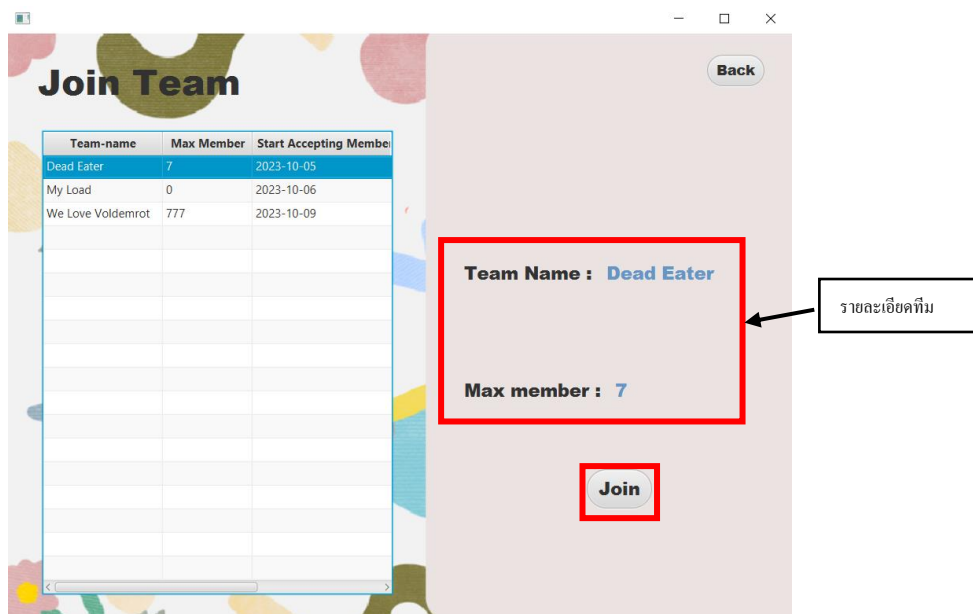 Join Team
Back
Team-name Max Member Start Accepting Member
Dead Eater 7 2023-10-05
My Load 0 2023-10-06
We Love Voldemrot 777 2023-10-09
Team Name : Dead Eater
รายละเอียดทีม
Max member : 7
Join